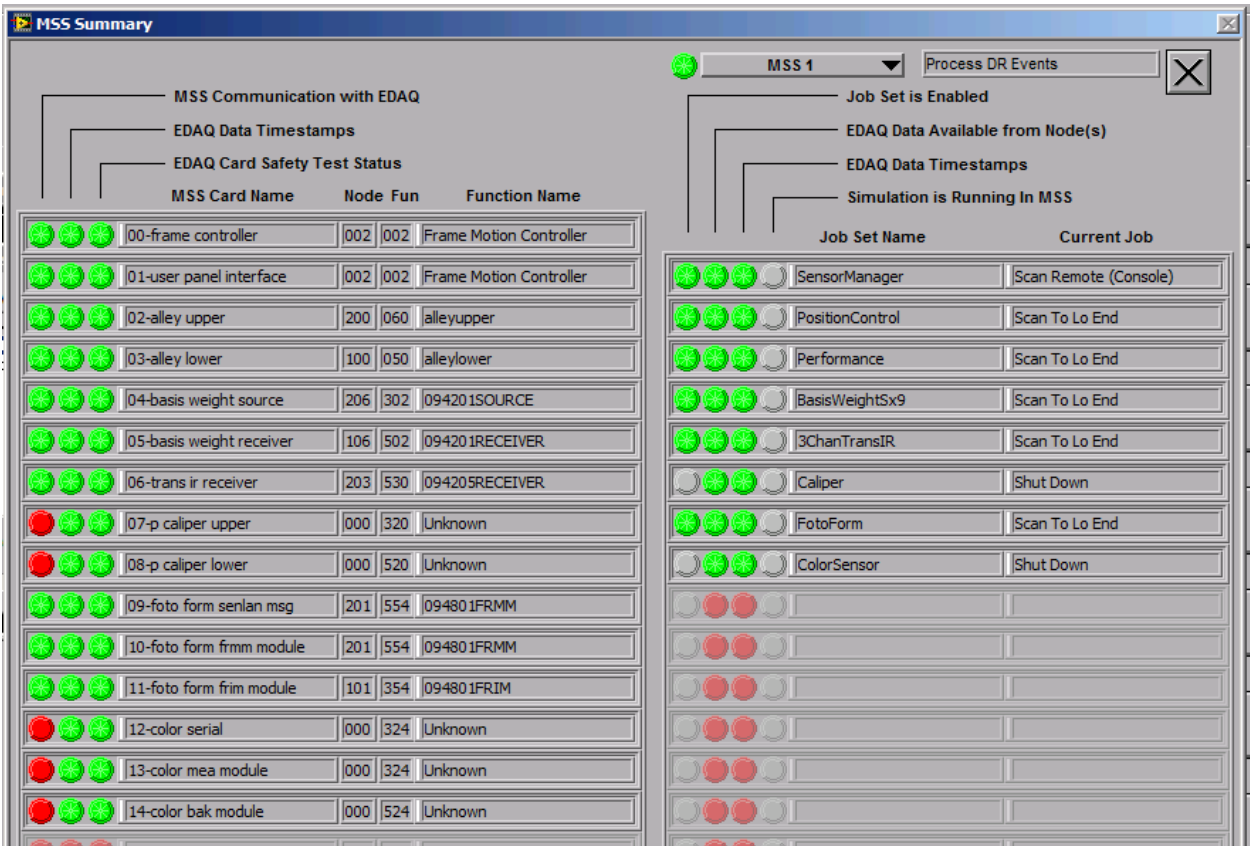 MSS Summary
MSS 1 Process DR Events
MSS Communication with EDAQ
EDAQ Data Timestamps
EDAQ Card Safety Test Status
MSS Card Name Node Fun Function Name
00-frame controller 002 002 Frame Motion Controller
01-user panel interface 002 002 Frame Motion Controller
02-alley upper 200 060 alleyupper
03-alley lower 100 050 alleylower
04-basis weight source 206 302 094201SOURCE
05-basis weight receiver 106 502 094201RECEIVER
06-trans ir receiver 203 530 094205RECEIVER
07-p caliper upper 000 320 Unknown
08-p caliper lower 000 520 Unknown
09-foto form senlan msg 201 554 094801FRMM
10-foto form frmm module 201 554 094801FRMM
11-foto form frim module 101 354 094801FRIM
12-color serial 000 324 Unknown
13-color mea module 000 324 Unknown
14-color bak module 000 524 Unknown
Job Set is Enabled
EDAQ Data Available from Node(s)
EDAQ Data Timestamps
Simulation is Running In MSS
Job Set Name Current Job
SensorManager Scan Remote (Console)
PositionControl Scan To Lo End
Performance Scan To Lo End
BasisWeightSx9 Scan To Lo End
3ChanTransIR Scan To Lo End
Caliper Shut Down
FotoForm Scan To Lo End
ColorSensor Shut Down